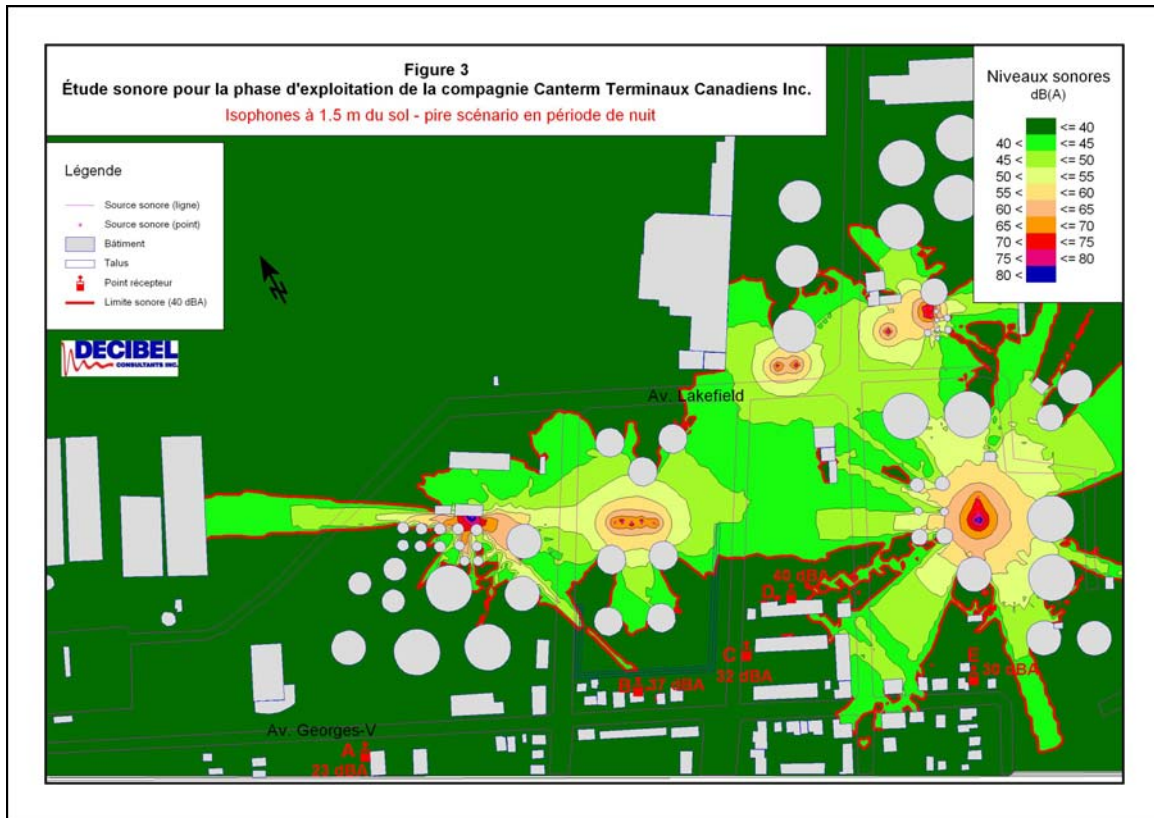 Figure 3
Étude sonore pour la phase d'exploitation de la compagnie Canterm Terminaux Canadiens Inc.
Isophones à 1.5 m du sol - pire scénario en période de nuit
Niveaux sonores
dB(A)
<= 40
40 < <= 45
45 < <= 50
50 < <= 55
55 < <= 60
60 < <= 65
65 < <= 70
70 < <= 75
75 < <= 80
80 <
Légende
Source sonore (ligne)
Source sonore (point)
Bâtiment
Talus
Point récepteur
Limite sonore (40 dBA)
N
DECIBEL
CONSULTANTS INC.
Av. Lakefield
40 dBA
D
C
32 dBA
E
30 dBA
B
37 dBA
Av. Georges-V
A
23 dBA